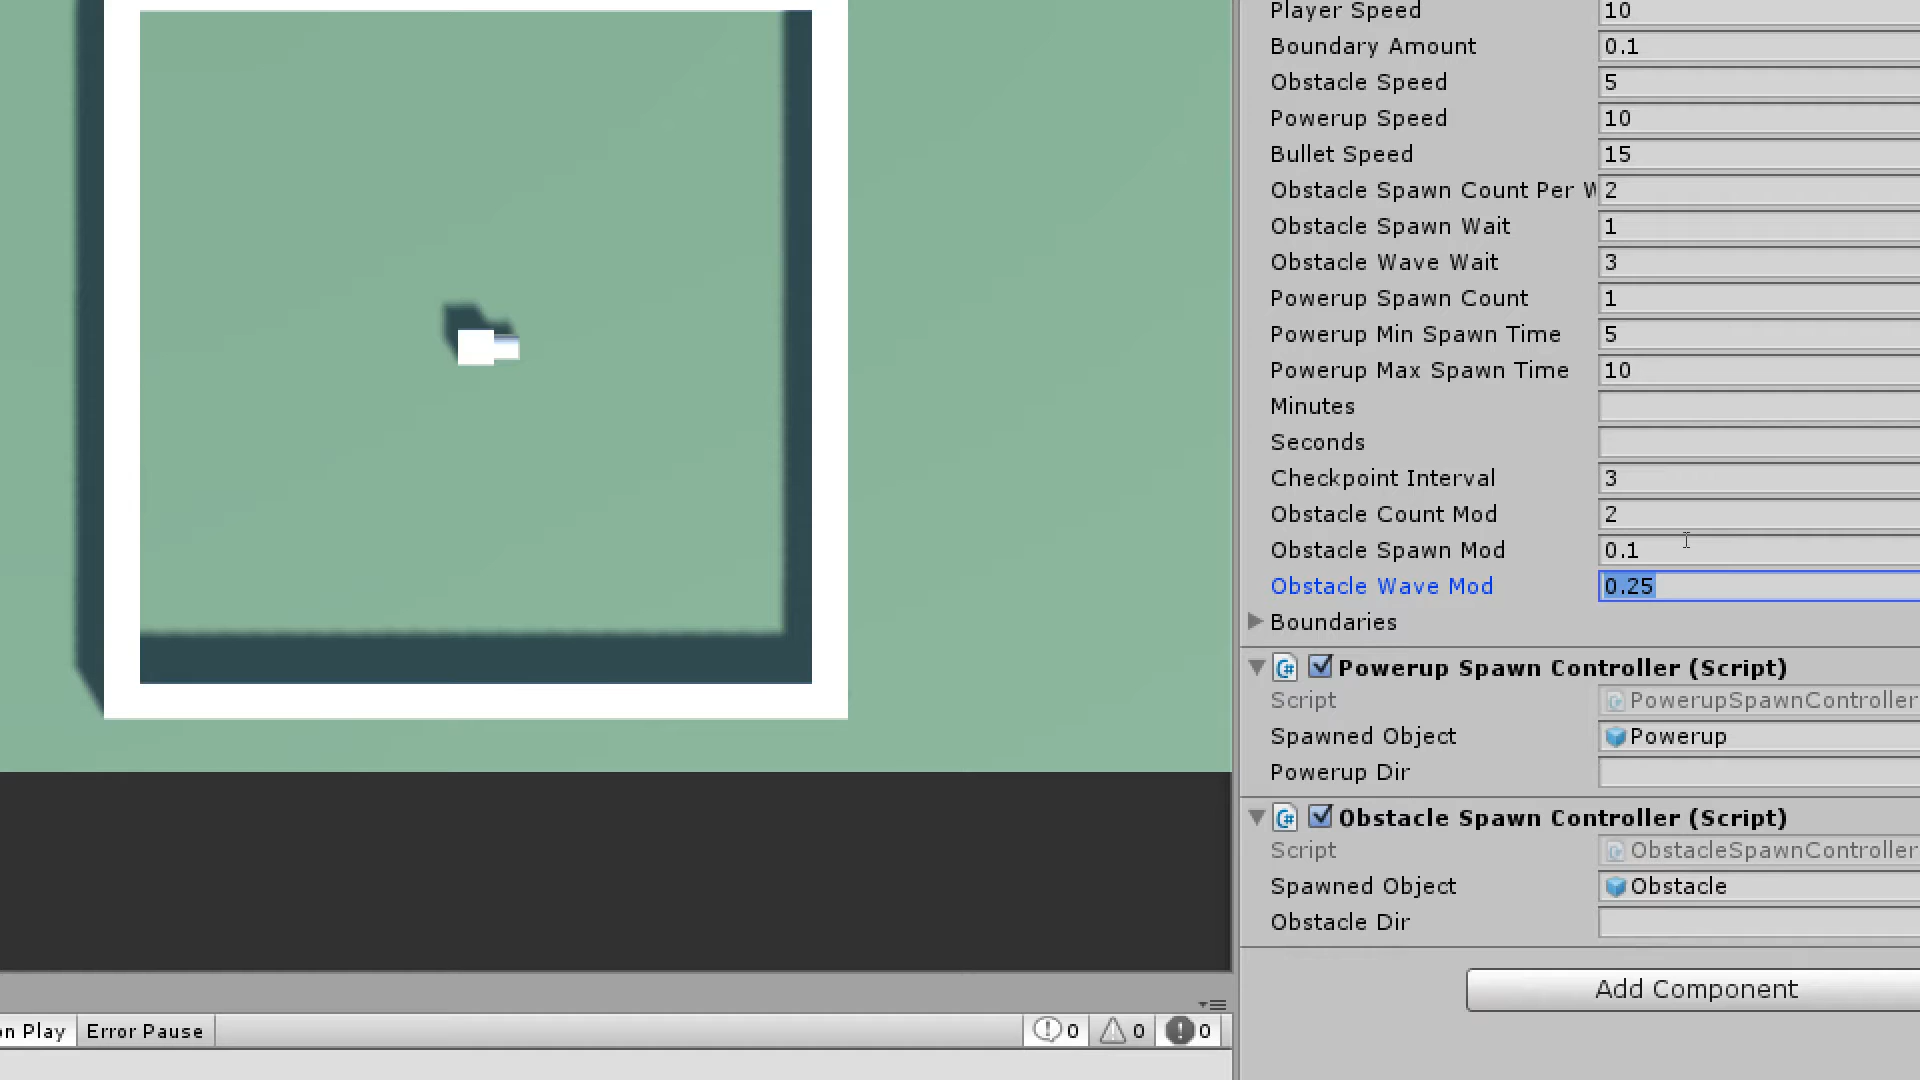 Player Speed 10
Boundary Amount 0.1
Obstacle Speed 5
Powerup Speed 10
Bullet Speed 15
Obstacle Spawn Count Per W 2
Obstacle Spawn Wait 1
Obstacle Wave Wait 3
Powerup Spawn Count 1
Powerup Min Spawn Time 5
Powerup Max Spawn Time 10
Minutes
Seconds
Checkpoint Interval 3
Obstacle Count Mod 2
Obstacle Spawn Mod 0.1
Obstacle Wave Mod 0.25
Boundaries
Powerup Spawn Controller (Script)
Script PowerupSpawnController
Spawned Object Powerup
Powerup Dir
Obstacle Spawn Controller (Script)
Script ObstacleSpawnController
Spawned Object Obstacle
Obstacle Dir
Add Component
on Play Error Pause 0 0 0